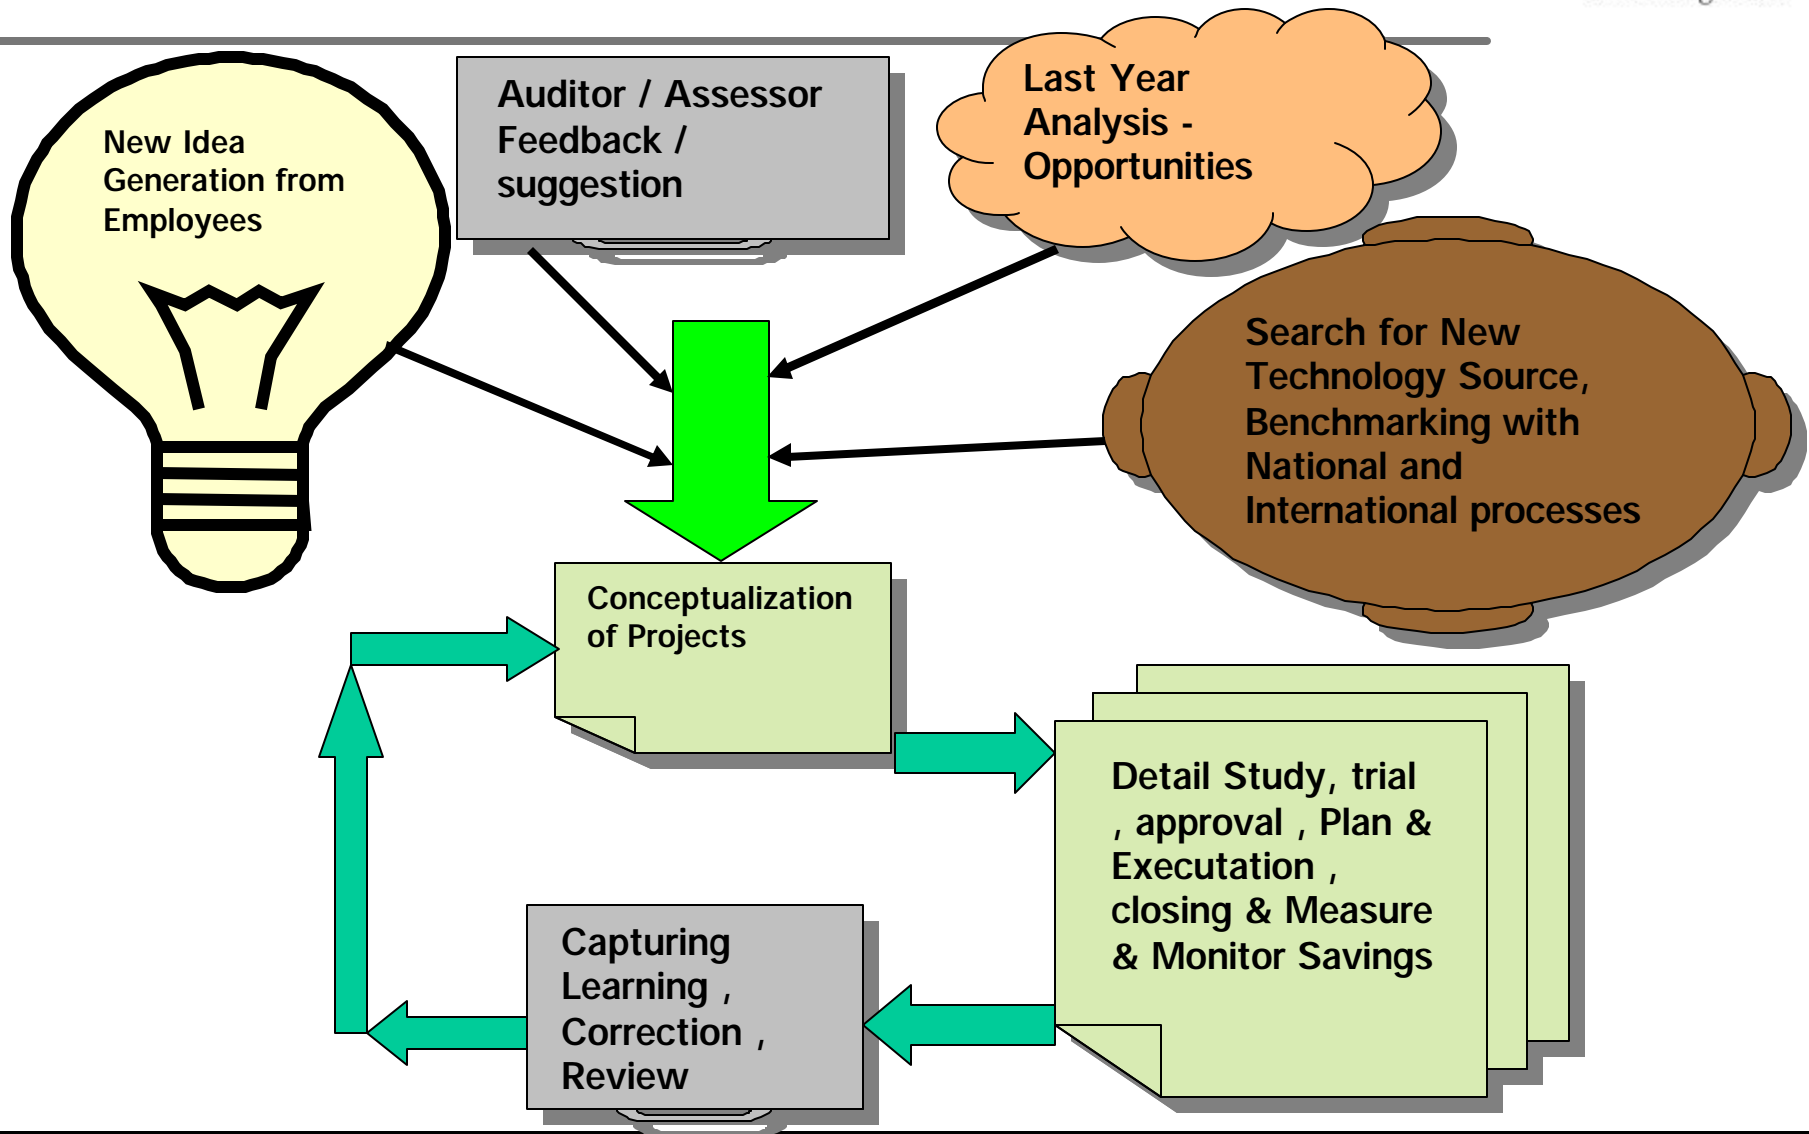 New Idea
Generation from
Employees
Auditor / Assessor
Feedback /
suggestion
Last Year
Analysis -
Opportunities
Search for New
Technology Source,
Benchmarking with
National and
International processes
Conceptualization
of Projects
Detail Study, trial
, approval , Plan &
Executation ,
closing & Measure
& Monitor Savings
Capturing
Learning ,
Correction ,
Review